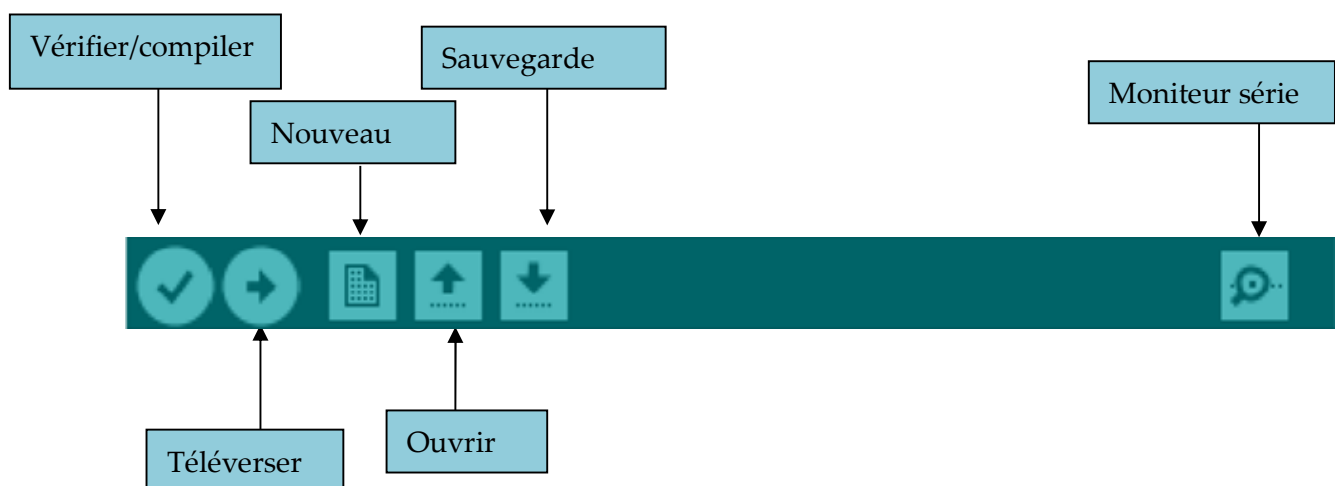 Vérifier/compiler
Sauvegarde
Moniteur série
Nouveau
Ouvrir
Téléverser